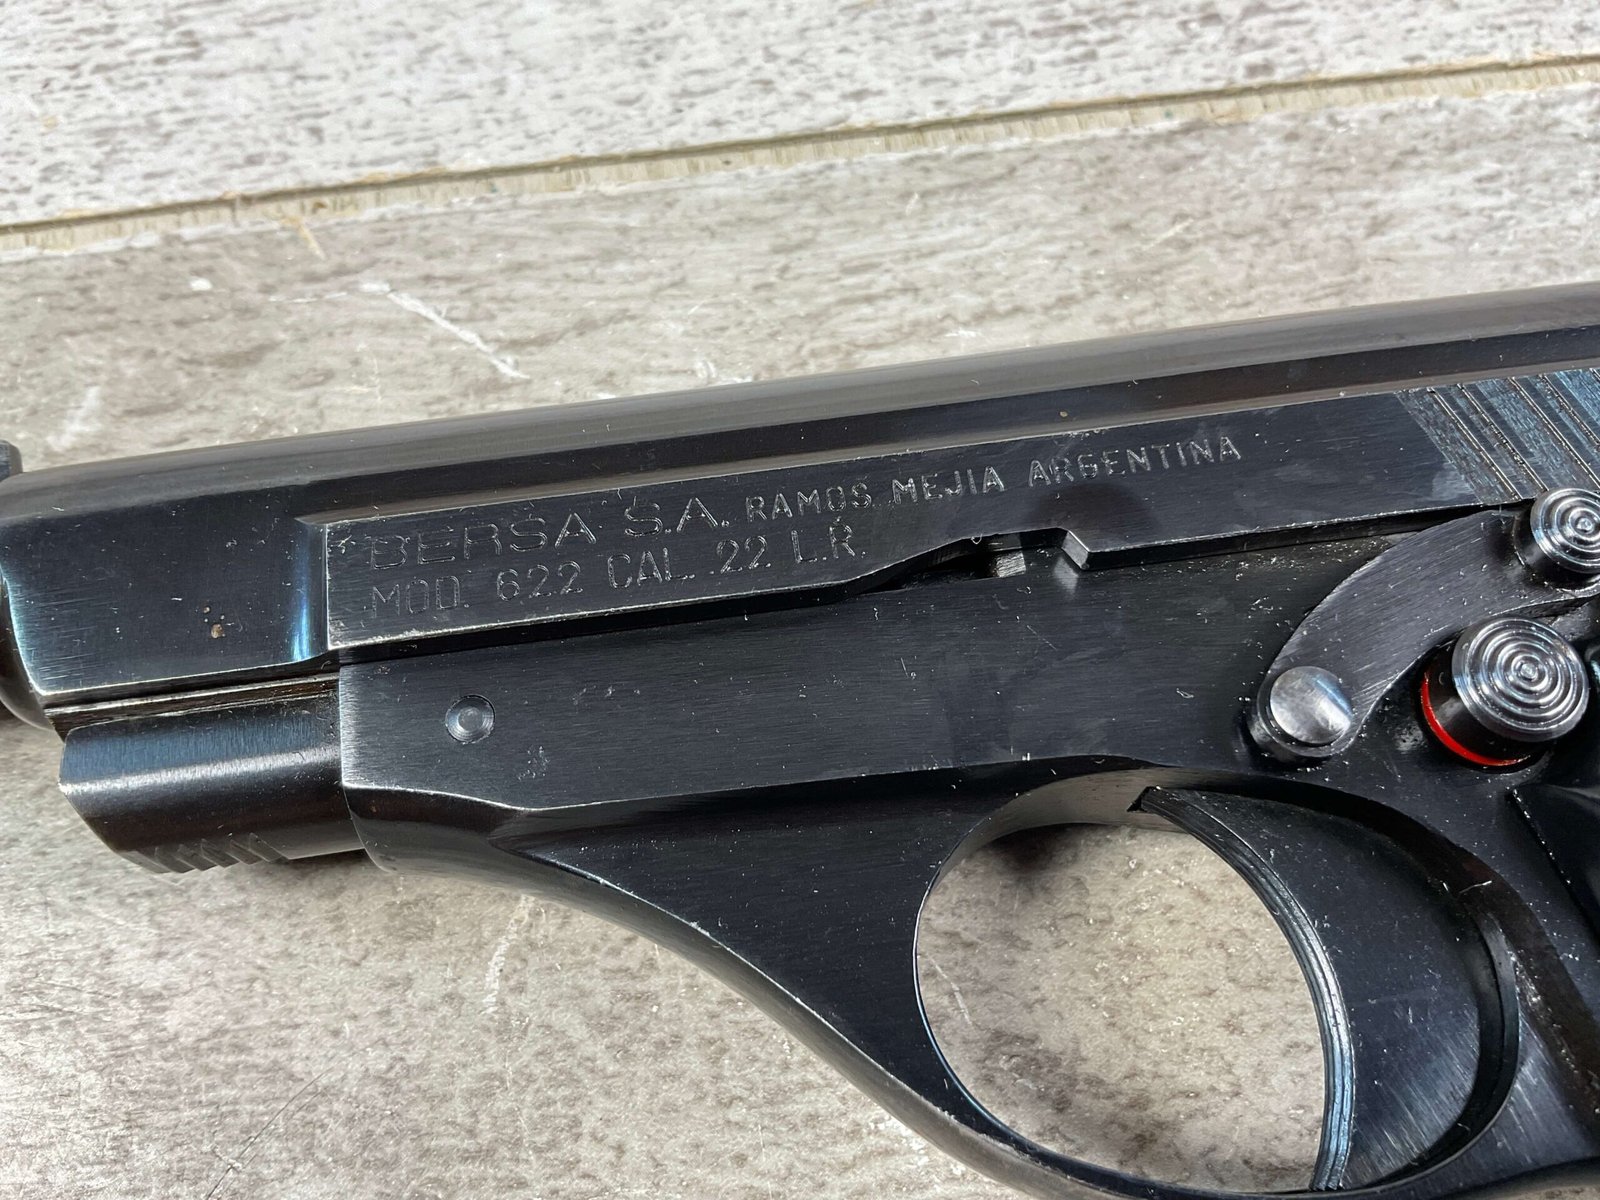 BERSA S.A. RAMOS MEJIA ARGENTINA
MOD. 622 CAL. 22 L.R.